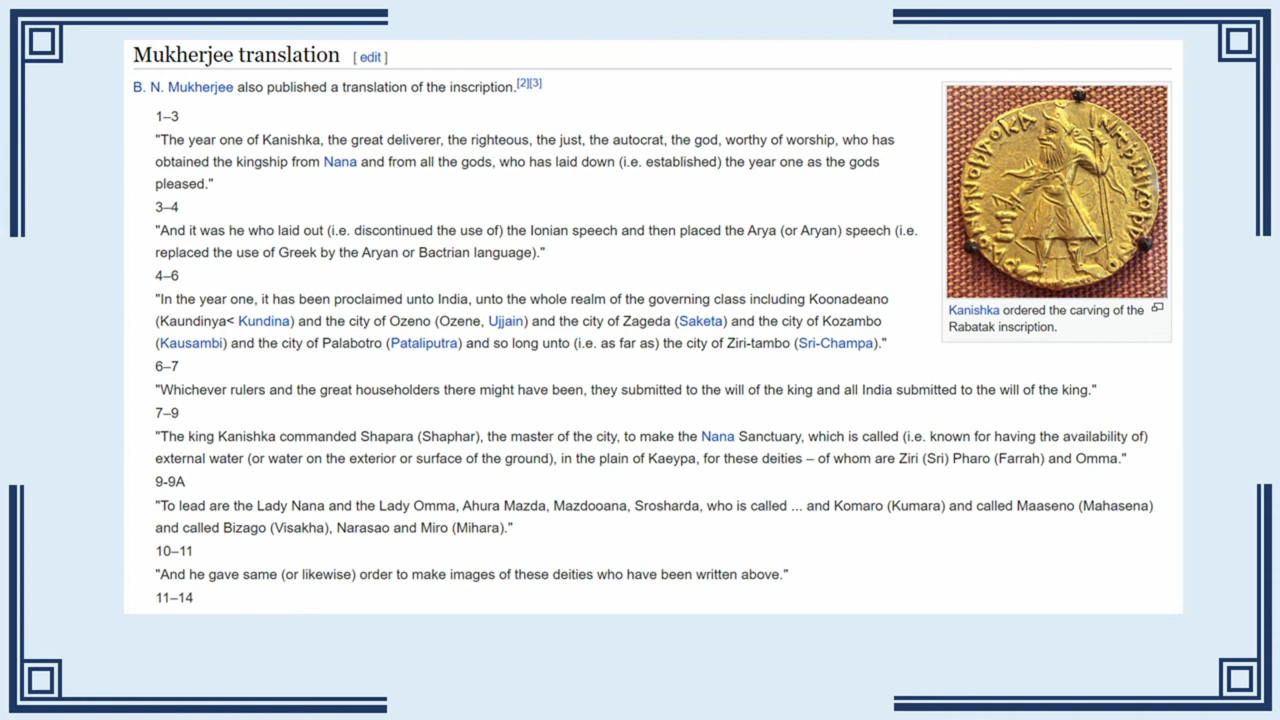 Mukherjee translation [ edit ]
B. N. Mukherjee also published a translation of the inscription.[2][3]
1–3
"The year one of Kanishka, the great deliverer, the righteous, the just, the autocrat, the god, worthy of worship, who has
obtained the kingship from Nana and from all the gods, who has laid down (i.e. established) the year one as the gods
pleased."
3–4
"And it was he who laid out (i.e. discontinued the use of) the Ionian speech and then placed the Arya (or Aryan) speech (i.e.
replaced the use of Greek by the Aryan or Bactrian language)."
4–6
"In the year one, it has been proclaimed unto India, unto the whole realm of the governing class including Koonadeano
(Kaundinya< Kundina) and the city of Ozeno (Ozene, Ujjain) and the city of Zageda (Saketa) and the city of Kozambo
(Kausambi) and the city of Palabotro (Pataliputra) and so long unto (i.e. as far as) the city of Ziri-tambo (Sri-Champa)."
6–7
"Whichever rulers and the great householders there might have been, they submitted to the will of the king and all India submitted to the will of the king."
7–9
"The king Kanishka commanded Shapara (Shaphar), the master of the city, to make the Nana Sanctuary, which is called (i.e. known for having the availability of)
external water (or water on the exterior or surface of the ground), in the plain of Kaeypa, for these deities – of whom are Ziri (Sri) Pharo (Farrah) and Omma."
9-9A
"To lead are the Lady Nana and the Lady Omma, Ahura Mazda, Mazdooana, Srosharda, who is called ... and Komaro (Kumara) and called Maaseno (Mahasena)
and called Bizago (Visakha), Narasao and Miro (Mihara)."
10–11
"And he gave same (or likewise) order to make images of these deities who have been written above."
11–14
Kanishka ordered the carving of the
Rabatak inscription.